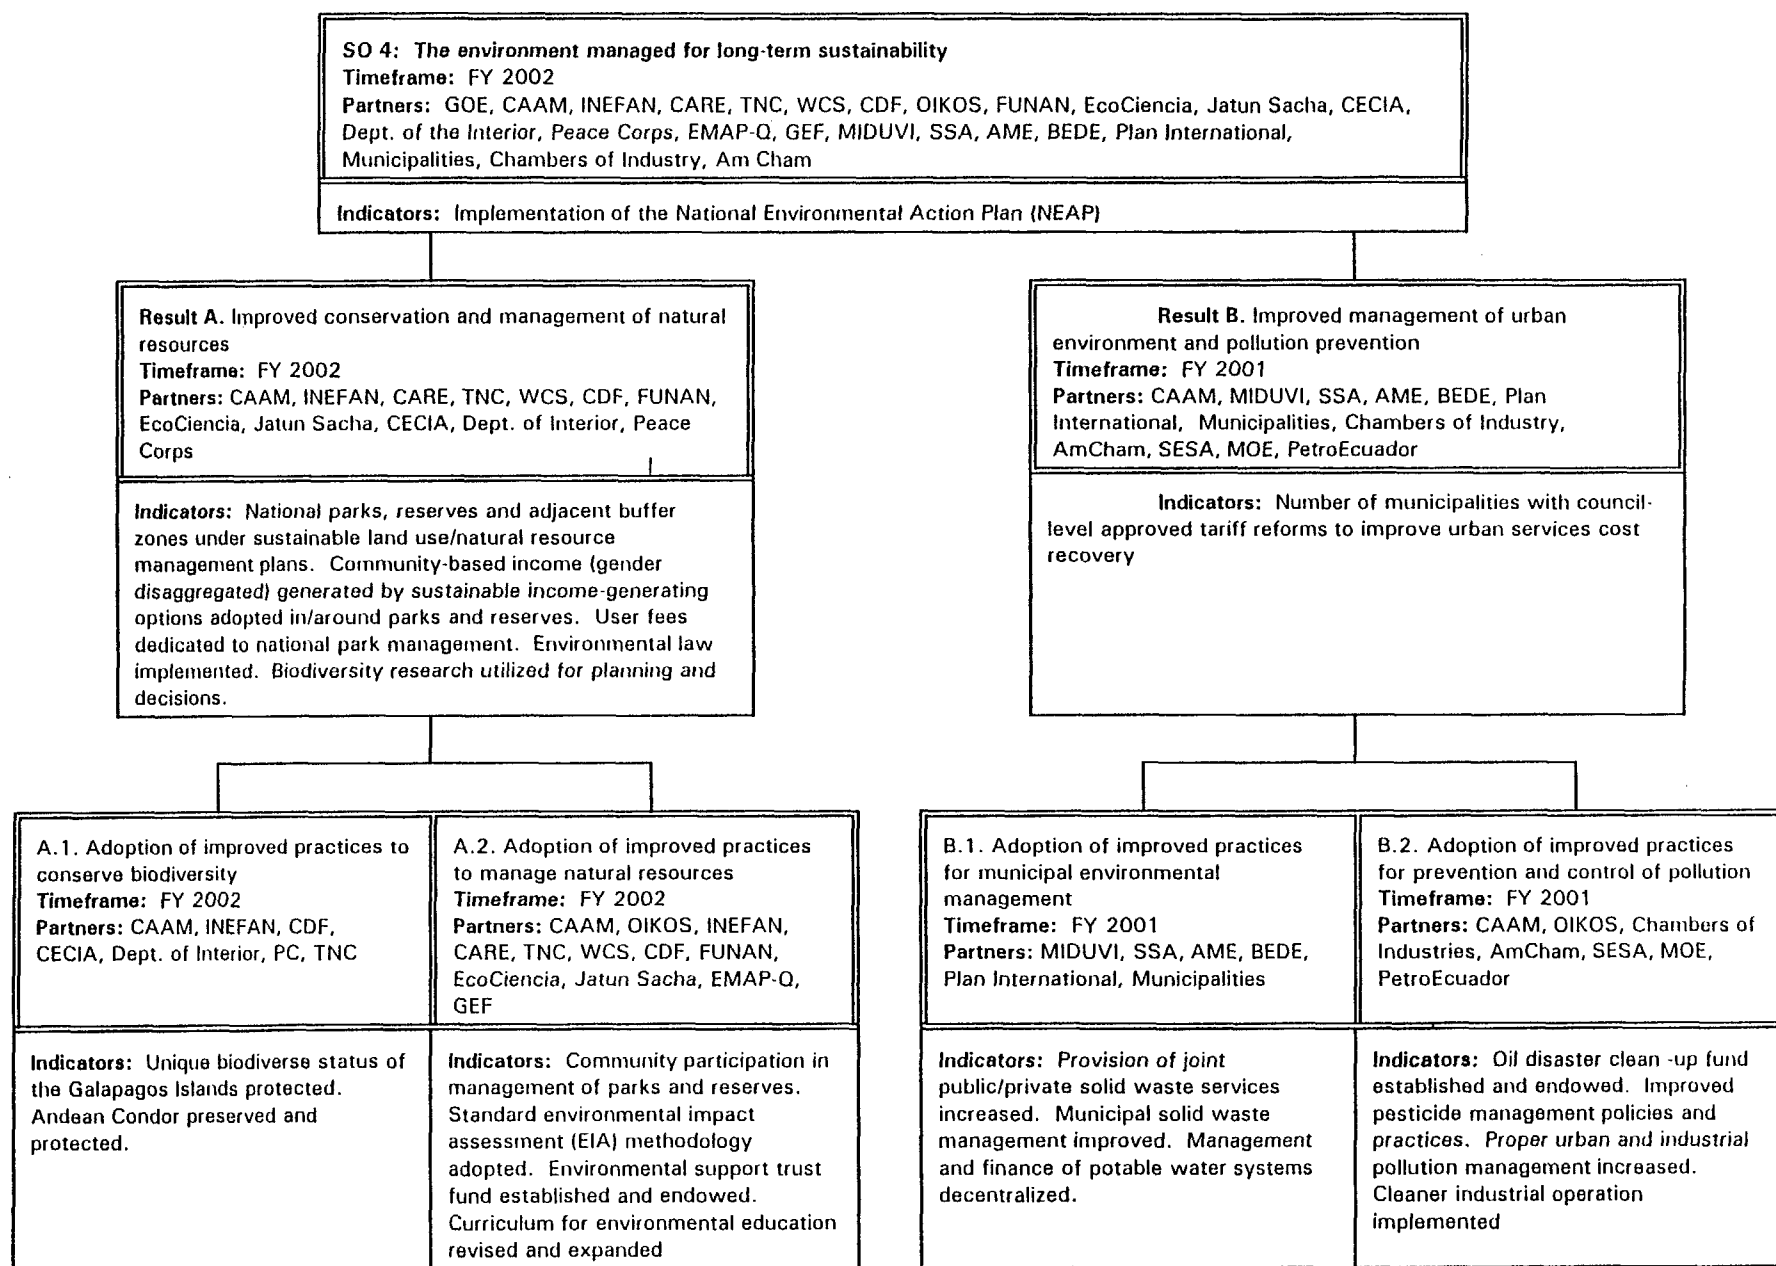 SO 4: The environment managed for long-term sustainability
Timeframe: FY 2002
Partners: GOE, CAAM, INEFAN, CARE, TNC, WCS, CDF, OIKOS, FUNAN, EcoCiencia, Jatun Sacha, CECIA,
Dept. of the Interior, Peace Corps, EMAP-Q, GEF, MIDUVI, SSA, AME, BEDE, Plan International,
Municipalities, Chambers of Industry, Am Cham
Indicators: Implementation of the National Environmental Action Plan (NEAP)
Result A. Improved conservation and management of natural
resources
Timeframe: FY 2002
Partners: CAAM, INEFAN, CARE, TNC, WCS, CDF, FUNAN,
EcoCiencia, Jatun Sacha, CECIA, Dept. of Interior, Peace
Corps
Indicators: National parks, reserves and adjacent buffer
zones under sustainable land use/natural resource
management plans. Community-based income (gender
disaggregated) generated by sustainable income-generating
options adopted in/around parks and reserves. User fees
dedicated to national park management. Environmental law
implemented. Biodiversity research utilized for planning and
decisions.
Result B. Improved management of urban
environment and pollution prevention
Timeframe: FY 2001
Partners: CAAM, MIDUVI, SSA, AME, BEDE, Plan
International, Municipalities, Chambers of Industry,
AmCham, SESA, MOE, PetroEcuador
Indicators: Number of municipalities with council-
level approved tariff reforms to improve urban services cost
recovery
A.1. Adoption of improved practices to
conserve biodiversity
Timeframe: FY 2002
Partners: CAAM, INEFAN, CDF,
CECIA, Dept. of Interior, PC, TNC
Indicators: Unique biodiverse status of
the Galapagos Islands protected.
Andean Condor preserved and
protected.
A.2. Adoption of improved practices
to manage natural resources
Timeframe: FY 2002
Partners: CAAM, OIKOS, INEFAN,
CARE, TNC, WCS, CDF, FUNAN,
EcoCiencia, Jatun Sacha, EMAP-Q,
GEF
Indicators: Community participation in
management of parks and reserves.
Standard environmental impact
assessment (EIA) methodology
adopted. Environmental support trust
fund established and endowed.
Curriculum for environmental education
revised and expanded
B.1. Adoption of improved practices
for municipal environmental
management
Timeframe: FY 2001
Partners: MIDUVI, SSA, AME, BEDE,
Plan International, Municipalities
Indicators: Provision of joint
public/private solid waste services
increased. Municipal solid waste
management improved. Management
and finance of potable water systems
decentralized.
B.2. Adoption of improved practices
for prevention and control of pollution
Timeframe: FY 2001
Partners: CAAM, OIKOS, Chambers of
Industries, AmCham, SESA, MOE,
PetroEcuador
Indicators: Oil disaster clean -up fund
established and endowed. Improved
pesticide management policies and
practices. Proper urban and industrial
pollution management increased.
Cleaner industrial operation
implemented